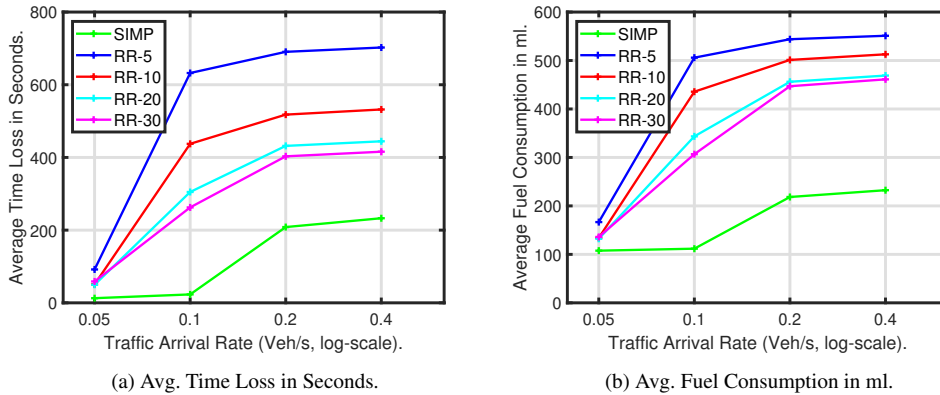 800
600
400
200
0
Average Time Loss in Seconds.
SIMP
RR-5
RR-10
RR-20
RR-30
0.05 0.1 0.2 0.4
Traffic Arrival Rate (Veh/s, log-scale).
(a) Avg. Time Loss in Seconds.
600
500
400
300
200
100
0
Average Fuel Consumption in ml.
SIMP
RR-5
RR-10
RR-20
RR-30
0.05 0.1 0.2 0.4
Traffic Arrival Rate (Veh/s, log-scale).
(b) Avg. Fuel Consumption in ml.